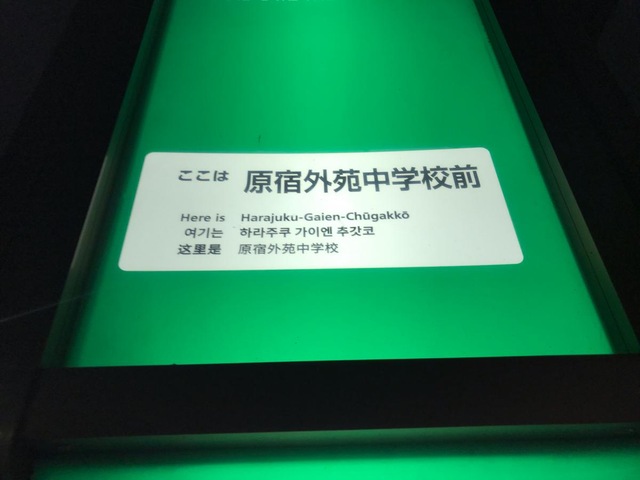 ここは 原宿外苑中学校前
Here is Harajuku-Gaien-Chūgakkō
여기는 하라주쿠 가이엔 추갓코
这里是 原宿外苑中学校